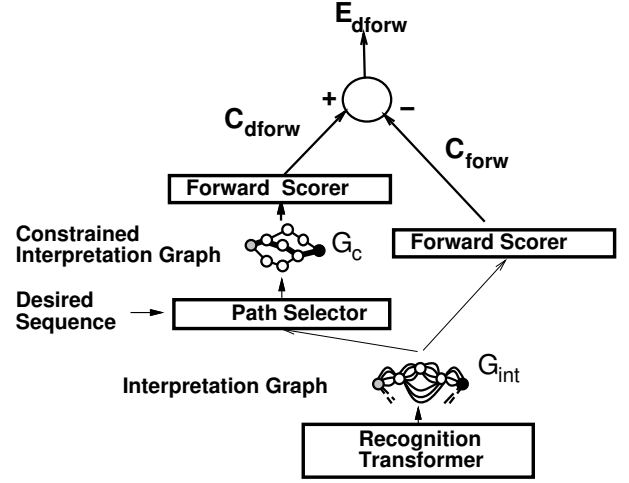 E_dforw
+ −
C_dforw
C_forw
Forward Scorer
Constrained
Interpretation Graph
G_c
Forward Scorer
Desired
Sequence
Path Selector
Interpretation Graph
G_int
Recognition
Transformer